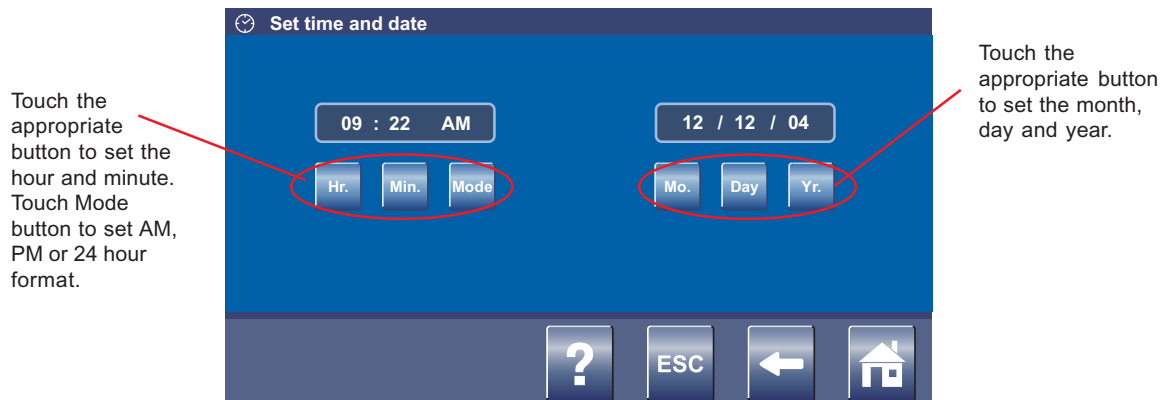 Set time and date
Touch the
appropriate
button to set the
hour and minute.
Touch Mode
button to set AM,
PM or 24 hour
format.
09 : 22 AM
Hr. Min. Mode
12 / 12 / 04
Mo. Day Yr.
Touch the
appropriate button
to set the month,
day and year.
? ESC